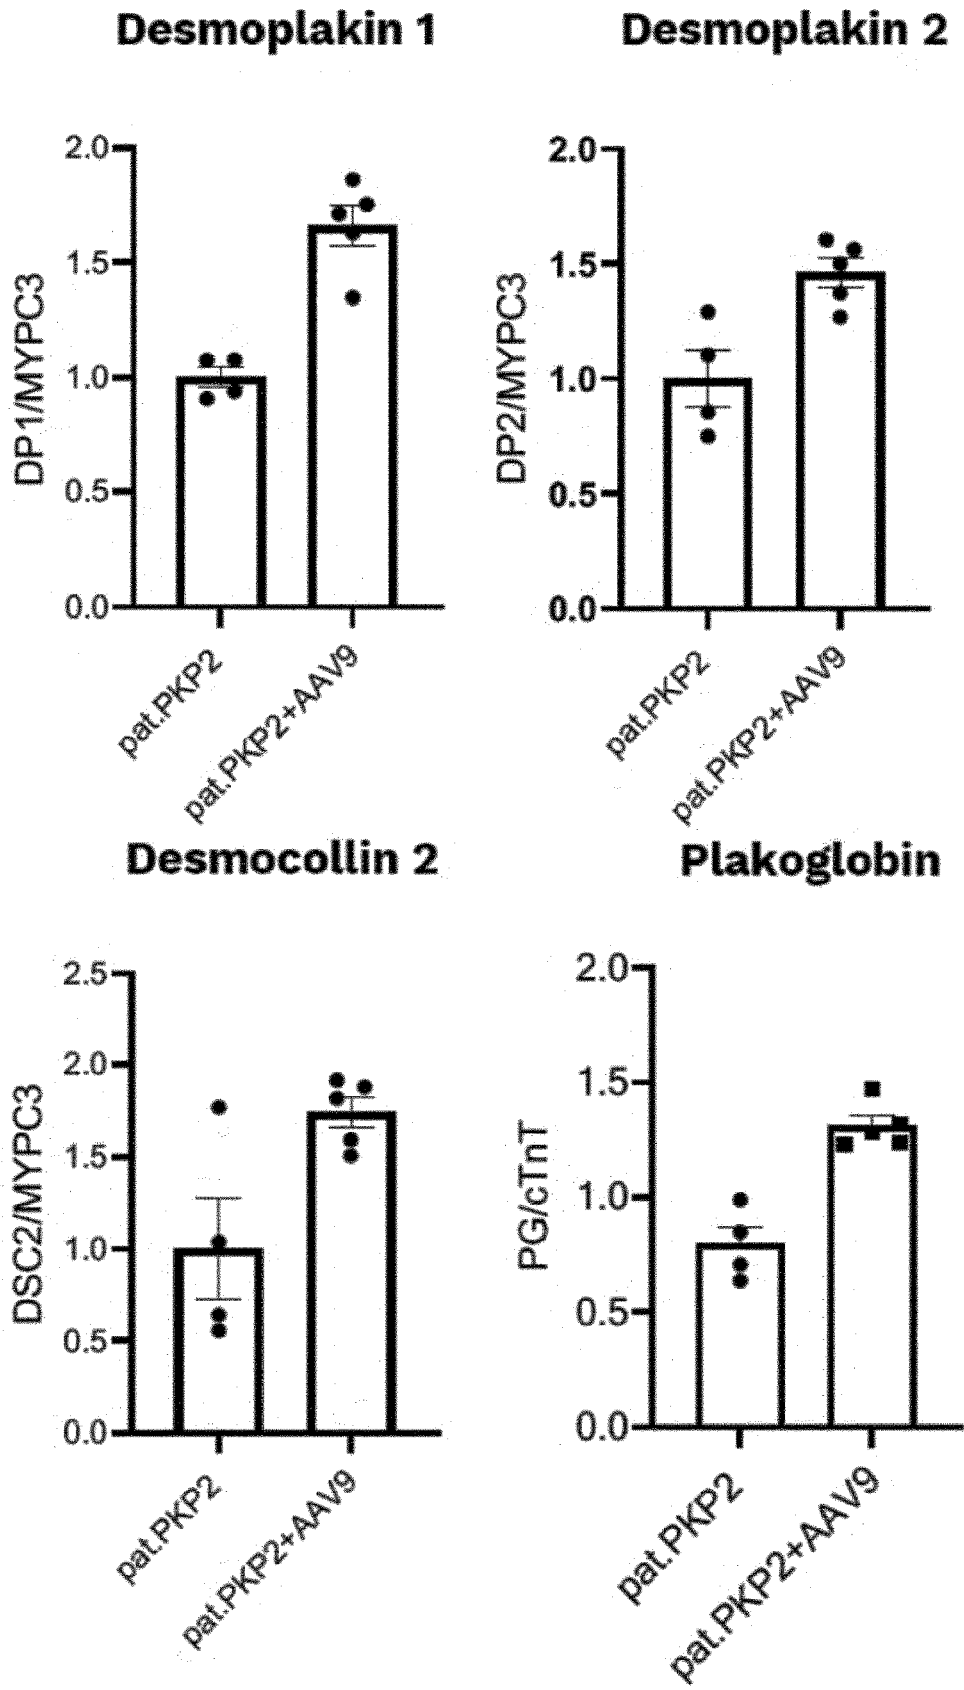 Desmoplakin 1
DP1/MYPC3
2.0
1.5
1.0
0.5
0.0
pat.PKP2
pat.PKP2+AAV9
Desmoplakin 2
DP2/MYPC3
2.0
1.5
1.0
0.5
0.0
pat.PKP2
pat.PKP2+AAV9
Desmocollin 2
DSC2/MYPC3
2.5
2.0
1.5
1.0
0.5
0.0
pat.PKP2
pat.PKP2+AAV9
Plakoglobin
PG/cTnT
2.0
1.5
1.0
0.5
0.0
pat.PKP2
pat.PKP2+AAV9